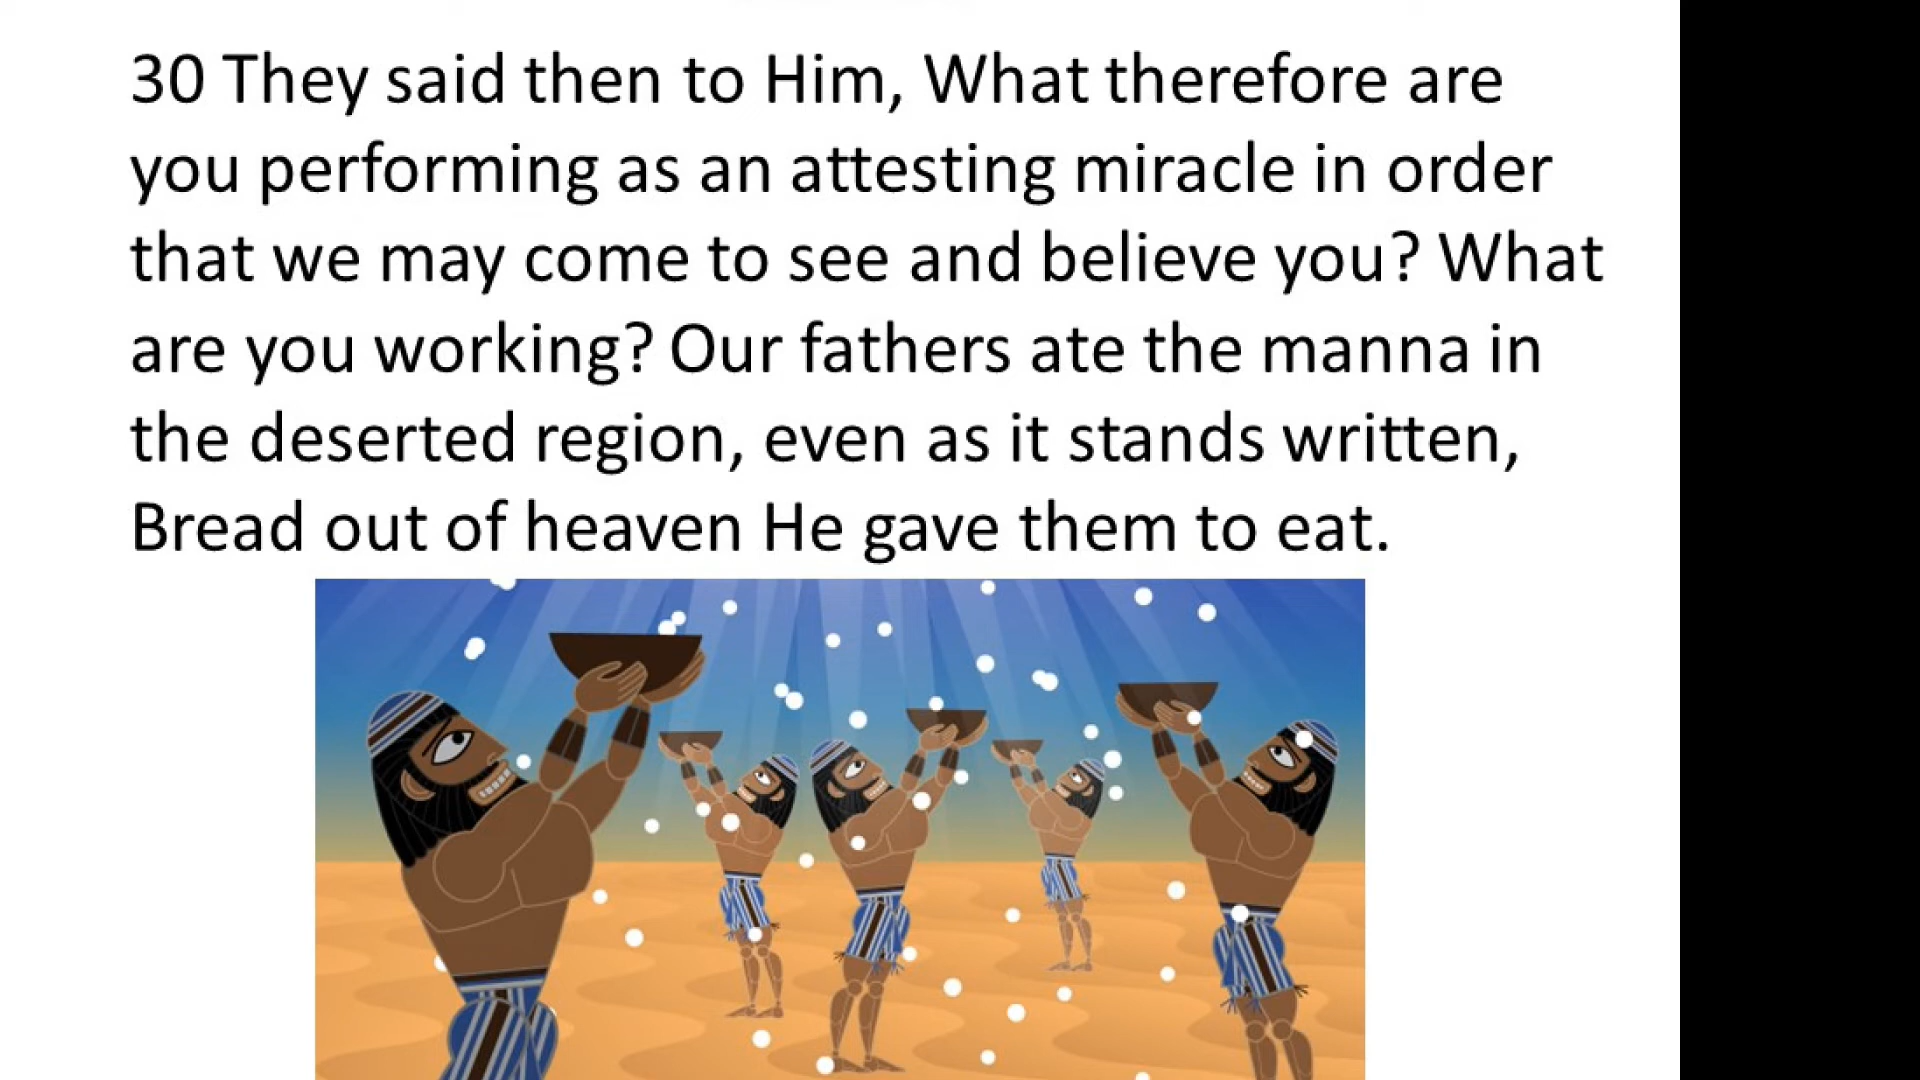 30 They said then to Him, What therefore are
you performing as an attesting miracle in order
that we may come to see and believe you? What
are you working? Our fathers ate the manna in
the deserted region, even as it stands written,
Bread out of heaven He gave them to eat.